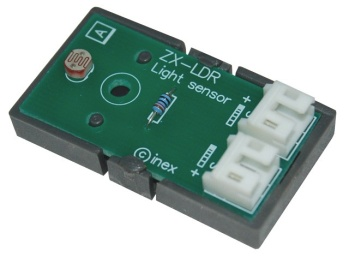 A
ZX-LDR
Light sensor
+ S
+ S
©inex